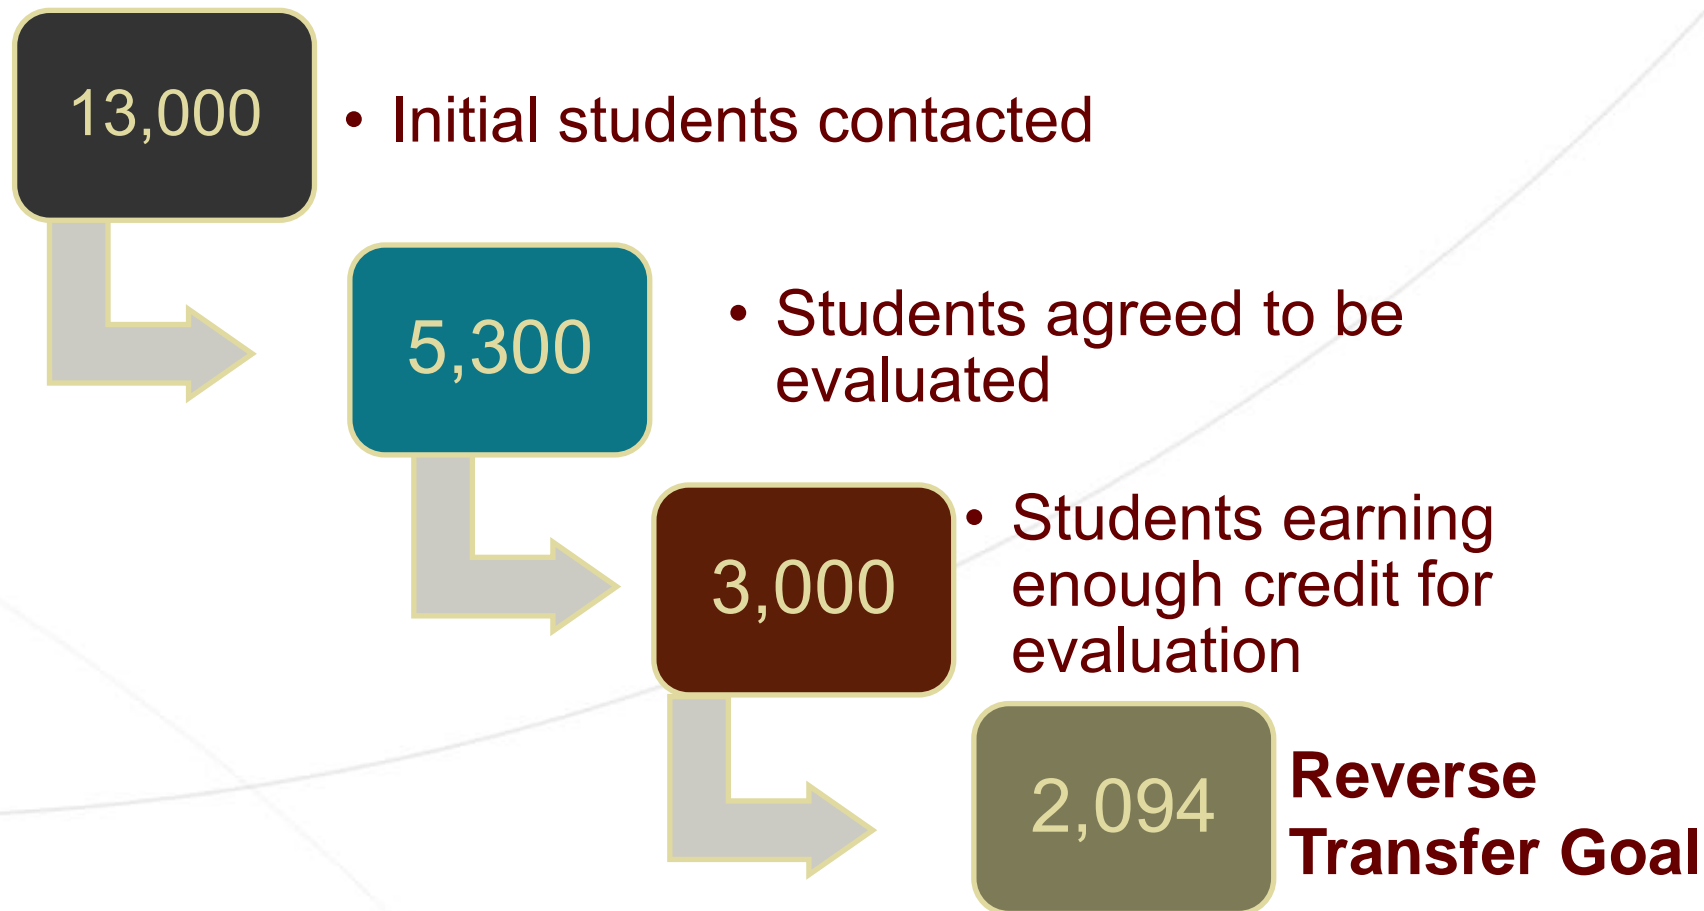 13,000
• Initial students contacted
5,300
• Students agreed to be
evaluated
3,000
• Students earning
enough credit for
evaluation
2,094
Reverse
Transfer Goal